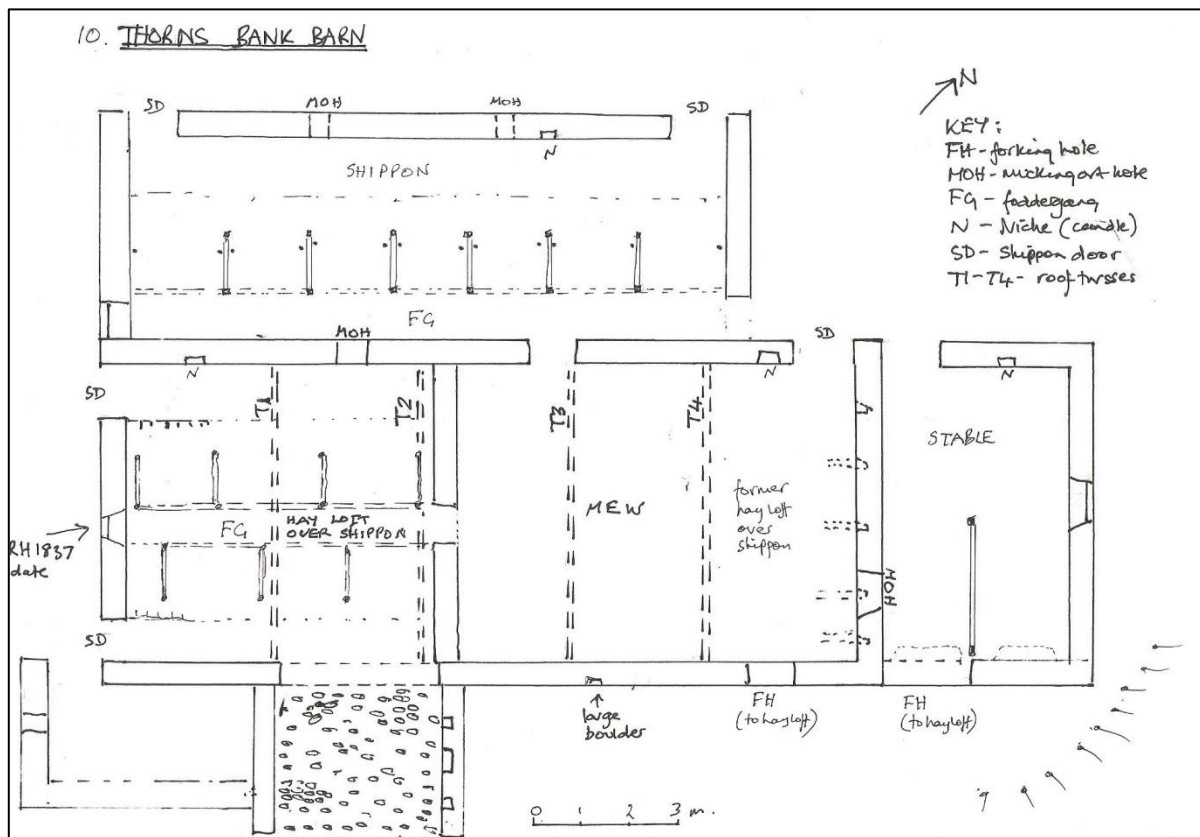 10. THORNS BANK BARN
N
KEY:
FH - forking hole
MOH - mucking out hole
FG - foddergang
N - Niche (candle)
SD - shippon door
T1-T4 - roof trusses
SD
MOH
MOH
SD
N
SHIPPON
FG
MOH
SD
N
N
N
SD
T1
T2
T3
T4
STABLE
MEW
former
hay loft
over
shippon
FG
HAY LOFT
OVER SHIPPON
RH 1837
date
MOH
SD
large
boulder
FH
(to hayloft)
FH
(to hayloft)
0 1 2 3 m.